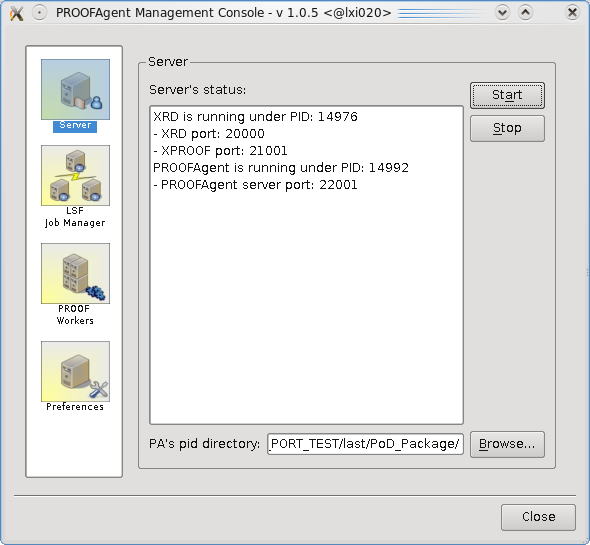 PROOFAgent Management Console - v 1.0.5 <@lxi020>
Server
LSF
Job Manager
PROOF
Workers
Preferences
Server
Server's status:
XRD is running under PID: 14976
- XRD port: 20000
- XPROOF port: 21001
PROOFAgent is running under PID: 14992
- PROOFAgent server port: 22001
Start
Stop
PA's pid directory: _PORT_TEST/last/PoD_Package/ Browse...
Close